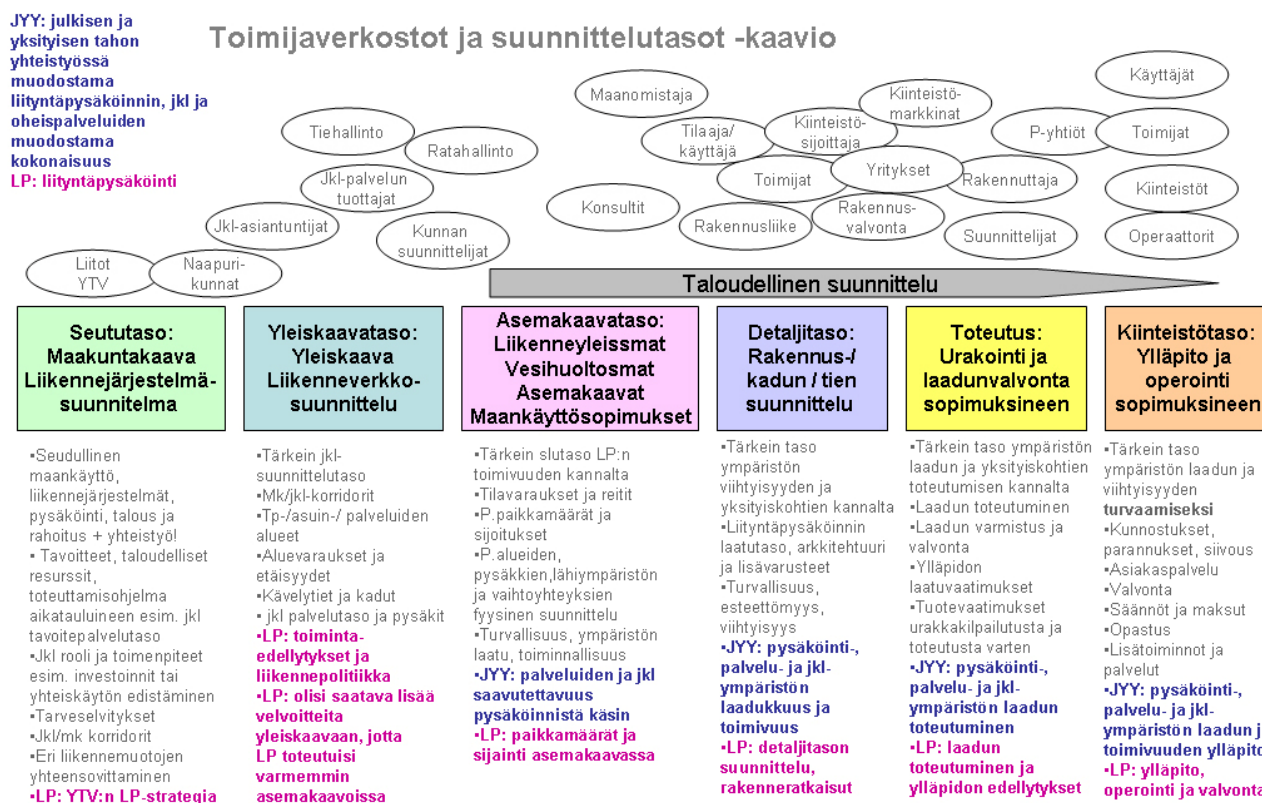 JYY: julkisen ja
yksityisen tahon
yhteistyössä
muodostama
liityntäpysäköinnin, jkl ja
oheispalveluiden
muodostama
kokonaisuus
LP: liityntäpysäköinti
Toimijaverkostot ja suunnittelutasot -kaavio
Liitot
YTV
Naapuri-
kunnat
Jkl-asiantuntijat
Tiehallinto
Jkl-palvelun
tuottajat
Ratahallinto
Kunnan
suunnittelijat
Maanomistaja
Konsultit
Tilaaja/
käyttäjä
Kiinteistö-
sijoittaja
Kiinteistö-
markkinat
Toimijat
Yritykset
Rakennusliike
Rakennus-
valvonta
P-yhtiöt
Rakennuttaja
Suunnittelijat
Käyttäjät
Toimijat
Kiinteistöt
Operaattorit
Taloudellinen suunnittelu
Seututaso:
Maakuntakaava
Liikennejärjestelmä-
suunnitelma
▪Seudullinen
maankäyttö,
liikennejärjestelmät,
pysäköinti, talous ja
rahoitus + yhteistyö!
▪ Tavoitteet, taloudelliset
resurssit,
toteuttamisohjelma
aikatauluineen esim. jkl
tavoitepalvelutaso
▪Jkl rooli ja toimenpiteet
esim. investoinnit tai
yhteiskäytön edistäminen
▪Tarveselvitykset
▪Jkl/mk korridorit
▪Eri liikennemuotojen
yhteensovittaminen
▪LP: YTV:n LP-strategia
Yleiskaavataso:
Yleiskaava
Liikenneverkko-
suunnittelu
▪Tärkein jkl-
suunnittelutaso
▪Mk/jkl-korridorit
▪Tp-/asuin-/ palveluiden
alueet
▪Aluevaraukset ja
etäisyydet
▪Kävelytiet ja kadut
▪ jkl palvelutaso ja pysäkit
▪LP: toiminta-
edellytykset ja
liikennepolitiikka
▪LP: olisi saatava lisää
velvoitteita
yleiskaavaan, jotta
LP toteutuisi
varmemmin
asemakaavoissa
Asemakaavataso:
Liikenneyleissmat
Vesihuoltosmat
Asemakaavat
Maankäyttösopimukset
▪Tärkein slutaso LP:n
toimivuuden kannalta
▪Tilavaraukset ja reitit
▪P.paikkamäärät ja
sijoitukset
▪P.alueiden,
pysäkkien,lähiympäristön
ja vaihtoyhteyksien
fyysinen suunnittelu
▪Turvallisuus, ympäristön
laatu, toiminnallisuus
▪JYY: palveluiden ja jkl
saavutettavuus
pysäköinnistä käsin
▪LP: paikkamäärät ja
sijainti asemakaavassa
Detaljitaso:
Rakennus-/
kadun / tien
suunnittelu
▪Tärkein taso
ympäristön
viihtyisyyden ja
yksityiskohtien kannalta
▪Liityntäpysäköinnin
laatutaso, arkkitehtuuri
ja lisävarusteet
▪Turvallisuus,
esteettömyys,
viihtyisyys
▪JYY: pysäköinti-,
palvelu- ja jkl-
ympäristön
laadukkuus ja
toimivuus
▪LP: detaljitason
suunnittelu,
rakenneratkaisut
Toteutus:
Urakointi ja
laadunvalvonta
sopimuksineen
▪Tärkein taso ympäristön
laadun ja yksityiskohtien
toteutumisen kannalta
▪Laadun toteutuminen
▪Laadun varmistus ja
valvonta
▪Ylläpidon
laatuvaatimukset
▪Tuotevaatimukset
urakkakilpailutusta ja
toteutusta varten
▪JYY: pysäköinti-,
palvelu- ja jkl-
ympäristön laadun
toteutuminen
▪LP: laadun
toteutuminen ja
ylläpidon edellytykset
Kiinteistötaso:
Ylläpito ja
operointi
sopimuksineen
▪Tärkein taso
ympäristön laadun ja
viihtyisyyden
turvaamiseksi
▪Kunnostukset,
parannukset, siivous
▪Asiakaspalvelu
▪Valvonta
▪Säännöt ja maksut
▪Opastus
▪Lisätoiminnot ja
palvelut
▪JYY: pysäköinti-,
palvelu- ja jkl-
ympäristön laadun j
toimivuuden ylläpito
▪LP: ylläpito,
operointi ja valvonta